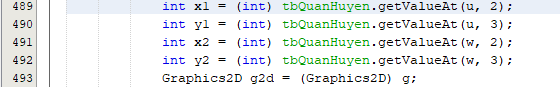 489 int x1 = (int) tbQuanHuyen.getValueAt(u, 2);
490 int y1 = (int) tbQuanHuyen.getValueAt(u, 3);
491 int x2 = (int) tbQuanHuyen.getValueAt(w, 2);
492 int y2 = (int) tbQuanHuyen.getValueAt(w, 3);
493 Graphics2D g2d = (Graphics2D) g;